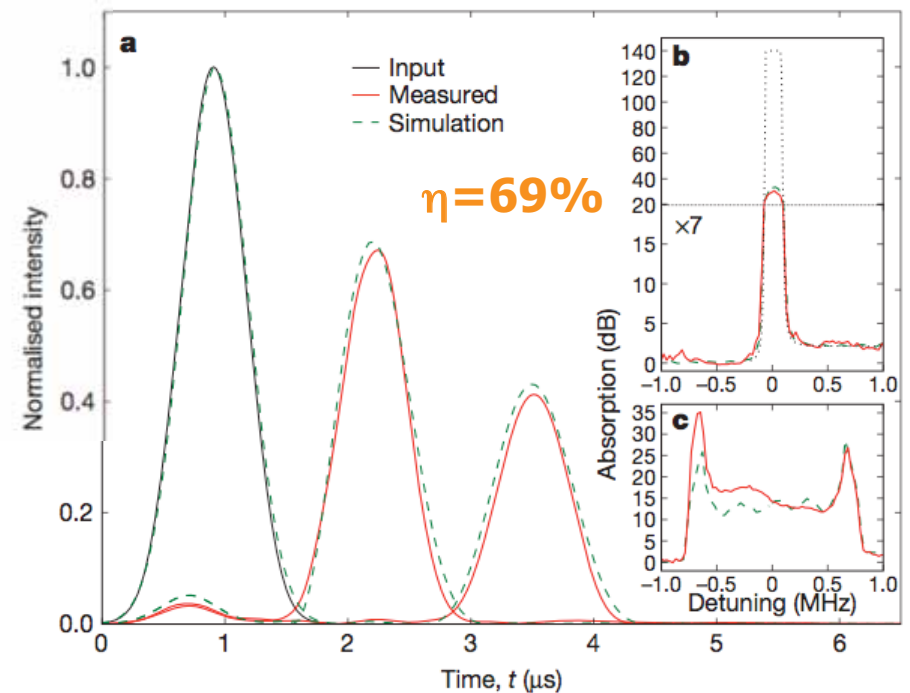 a
Input
Measured
Simulation
η=69%
Normalised intensity
1.0
0.8
0.6
0.4
0.2
0.0
0 1 2 3 4 5 6
Time, t (μs)
b
140
120
100
80
60
40
20
×7
15
5
0
−1.0 −0.5 0 0.5 1.0
Absorption (dB)
c
35
30
25
20
15
10
5
0
−1.0 −0.5 0 0.5 1.0
Detuning (MHz)